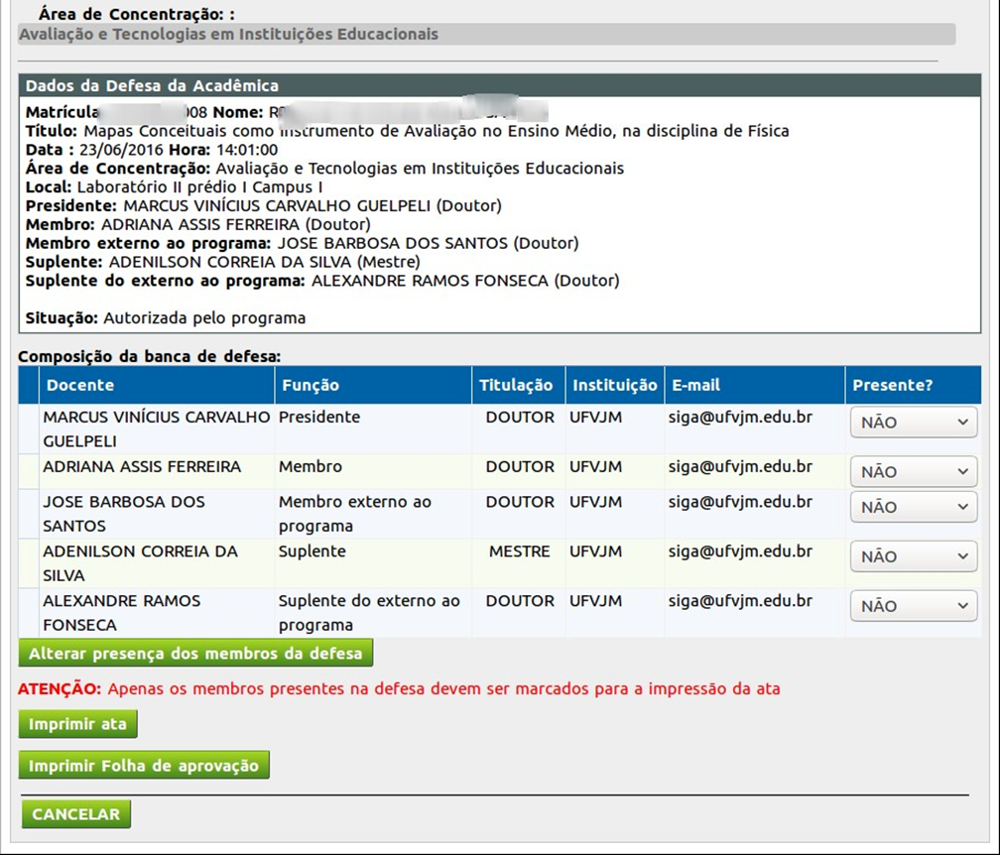 Área de Concentração: :
Avaliação e Tecnologias em Instituições Educacionais
Dados da Defesa da Acadêmica
Matrícula 008 Nome: R
Título: Mapas Conceituais como instrumento de Avaliação no Ensino Médio, na disciplina de Física
Data : 23/06/2016 Hora: 14:01:00
Área de Concentração: Avaliação e Tecnologias em Instituições Educacionais
Local: Laboratório II prédio I Campus I
Presidente: MARCUS VINÍCIUS CARVALHO GUELPELI (Doutor)
Membro: ADRIANA ASSIS FERREIRA (Doutor)
Membro externo ao programa: JOSE BARBOSA DOS SANTOS (Doutor)
Suplente: ADENILSON CORREIA DA SILVA (Mestre)
Suplente do externo ao programa: ALEXANDRE RAMOS FONSECA (Doutor)
Situação: Autorizada pelo programa
Composição da banca de defesa:
Docente Função Titulação Instituição E-mail Presente?
MARCUS VINÍCIUS CARVALHO Presidente DOUTOR UFVJM siga@ufvjm.edu.br NÃO
GUELPELI
ADRIANA ASSIS FERREIRA Membro DOUTOR UFVJM siga@ufvjm.edu.br NÃO
JOSE BARBOSA DOS Membro externo ao DOUTOR UFVJM siga@ufvjm.edu.br NÃO
SANTOS programa
ADENILSON CORREIA DA Suplente MESTRE UFVJM siga@ufvjm.edu.br NÃO
SILVA
ALEXANDRE RAMOS Suplente do externo ao DOUTOR UFVJM siga@ufvjm.edu.br NÃO
FONSECA programa
Alterar presença dos membros da defesa
ATENÇÃO: Apenas os membros presentes na defesa devem ser marcados para a impressão da ata
Imprimir ata
Imprimir Folha de aprovação
CANCELAR